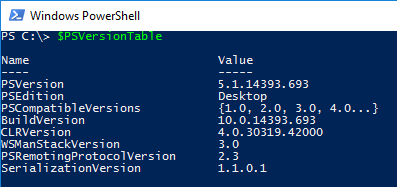 Windows PowerShell
PS C:\> $PSVersionTable
Name Value
---- -----
PSVersion 5.1.14393.693
PSEdition Desktop
PSCompatibleVersions {1.0, 2.0, 3.0, 4.0...}
BuildVersion 10.0.14393.693
CLRVersion 4.0.30319.42000
WSManStackVersion 3.0
PSRemotingProtocolVersion 2.3
SerializationVersion 1.1.0.1